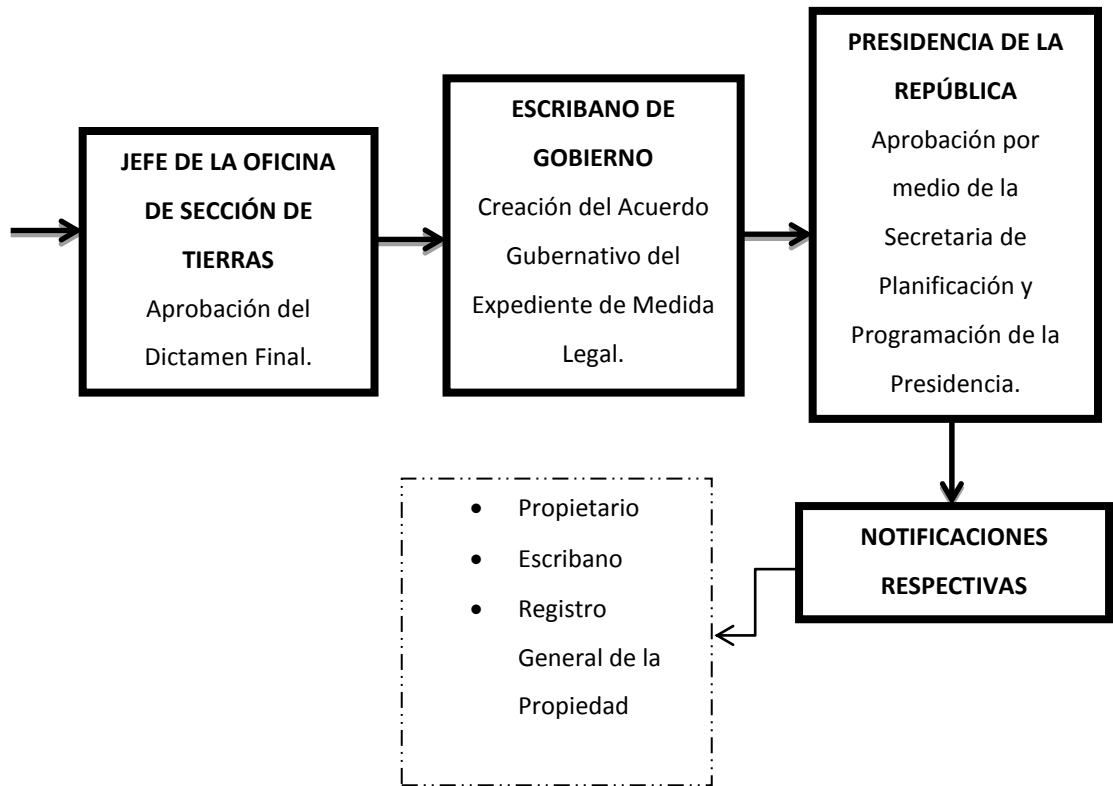 JEFE DE LA OFICINA
DE SECCIÓN DE
TIERRAS
Aprobación del
Dictamen Final.
ESCRIBANO DE
GOBIERNO
Creación del Acuerdo
Gubernativo del
Expediente de Medida
Legal.
PRESIDENCIA DE LA
REPÚBLICA
Aprobación por
medio de la
Secretaria de
Planificación y
Programación de la
Presidencia.
NOTIFICACIONES
RESPECTIVAS
• Propietario
• Escribano
• Registro
General de la
Propiedad